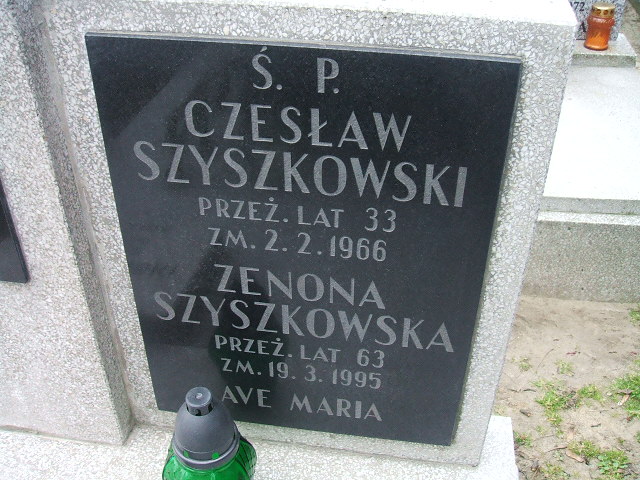 Ś. P.
CZESŁAW
SZYSZKOWSKI
PRZEŻ. LAT 33
ZM. 2. 2. 1966
ZENONA
SZYSZKOWSKA
PRZEŻ. LAT 63
ZM. 19. 3. 1995
AVE MARIA